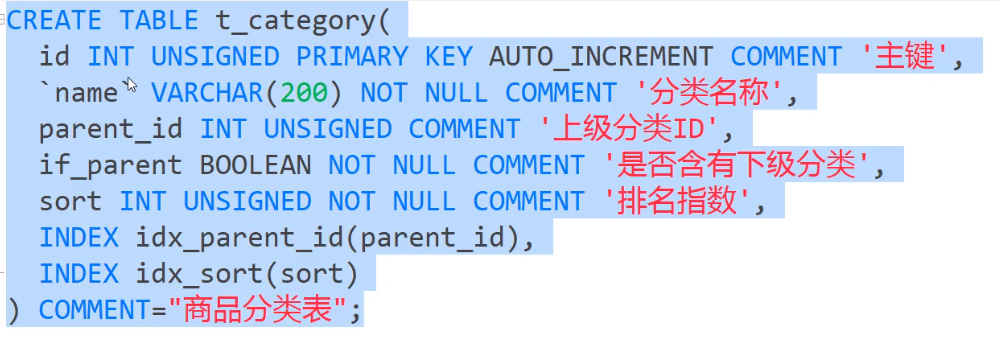 CREATE TABLE t_category(
  id INT UNSIGNED PRIMARY KEY AUTO_INCREMENT COMMENT '主键',
  `name` VARCHAR(200) NOT NULL COMMENT '分类名称',
  parent_id INT UNSIGNED COMMENT '上级分类ID',
  if_parent BOOLEAN NOT NULL COMMENT '是否含有下级分类',
  sort INT UNSIGNED NOT NULL COMMENT '排名指数',
  INDEX idx_parent_id(parent_id),
  INDEX idx_sort(sort)
) COMMENT="商品分类表";